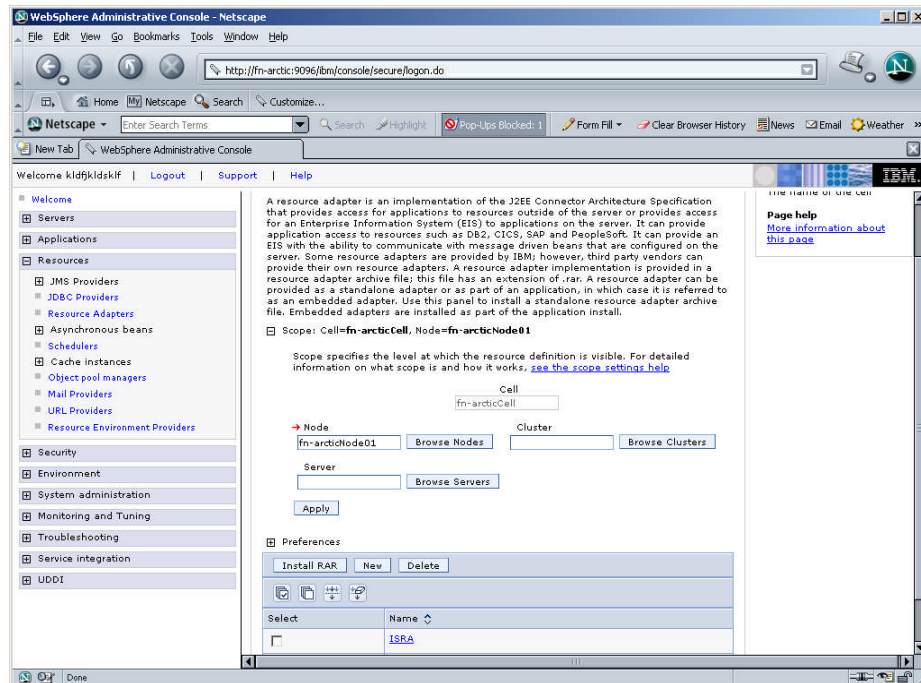 WebSphere Administrative Console - Netscape
File Edit View Go Bookmarks Tools Window Help
http://fn-arctic:9096/ibm/console/secure/logon.do
Home My Netscape Search Customize...
Netscape Enter Search Terms Search Highlight Pop-Ups Blocked: 1 Form Fill Clear Browser History News Email Weather »
New Tab WebSphere Administrative Console
Welcome kldfjkldsklf | Logout | Support | Help IBM.
Welcome
Servers
Applications
Resources
JMS Providers
JDBC Providers
Resource Adapters
Asynchronous beans
Schedulers
Cache instances
Object pool managers
Mail Providers
URL Providers
Resource Environment Providers
Security
Environment
System administration
Monitoring and Tuning
Troubleshooting
Service integration
UDDI
A resource adapter is an implementation of the J2EE Connector Architecture Specification
that provides access for applications to resources outside of the server or provides access
for an Enterprise Information System (EIS) to applications on the server. It can provide
application access to resources such as DB2, CICS, SAP and PeopleSoft. It can provide an
EIS with the ability to communicate with message driven beans that are configured on the
server. Some resource adapters are provided by IBM; however, third party vendors can
provide their own resource adapters. A resource adapter implementation is provided in a
resource adapter archive file; this file has an extension of .rar. A resource adapter can be
provided as a standalone adapter or as part of an application, in which case it is referred to
as an embedded adapter. Use this panel to install a standalone resource adapter archive
file. Embedded adapters are installed as part of the application install.
Scope: Cell=fn-arcticCell, Node=fn-arcticNode01
Scope specifies the level at which the resource definition is visible. For detailed
information on what scope is and how it works, see the scope settings help
Cell
fn-arcticCell
Node Cluster
fn-arcticNode01 Browse Nodes Browse Clusters
Server
Browse Servers
Apply
Preferences
Install RAR New Delete
Select Name
ISRA
The name of the cell
Page help
More information about
this page
Done